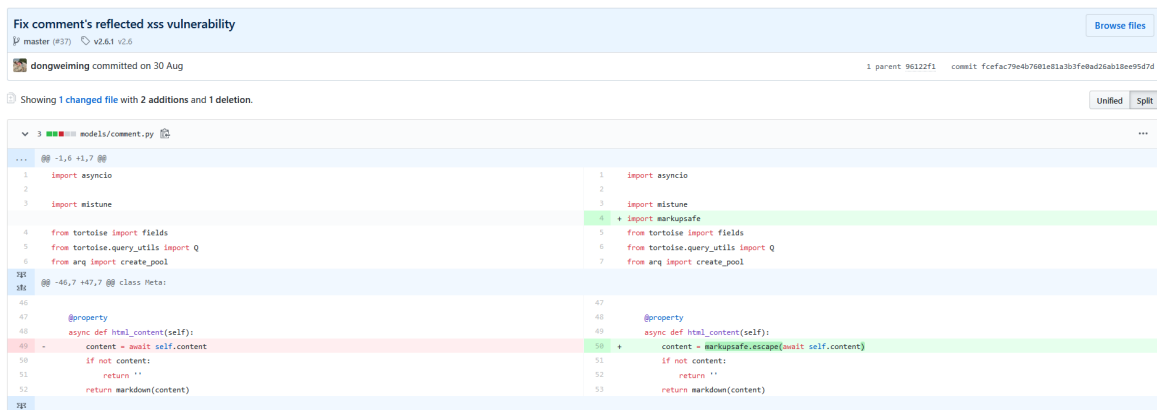 Fix comment's reflected xss vulnerability
Browse files
master (#37) v2.6.1 v2.6
dongweiming committed on 30 Aug
1 parent 96122f1 commit fcefac79e4b7601e81a3b3fe0ad26ab18ee95d7d
Showing 1 changed file with 2 additions and 1 deletion.
Unified Split
3 models/comment.py
... @@ -1,6 +1,7 @@
1 import asyncio 1 import asyncio
2 2
3 import mistune 3 import mistune
4 + import markupsafe
4 from tortoise import fields 5 from tortoise import fields
5 from tortoise.query_utils import Q 6 from tortoise.query_utils import Q
6 from arq import create_pool 7 from arq import create_pool
@@ -46,7 +47,7 @@ class Meta:
46 47
47 @property 48 @property
48 async def html_content(self): 49 async def html_content(self):
49 - content = await self.content 50 + content = markupsafe.escape(await self.content)
50 if not content: 51 if not content:
51 return '' 52 return ''
52 return markdown(content) 53 return markdown(content)